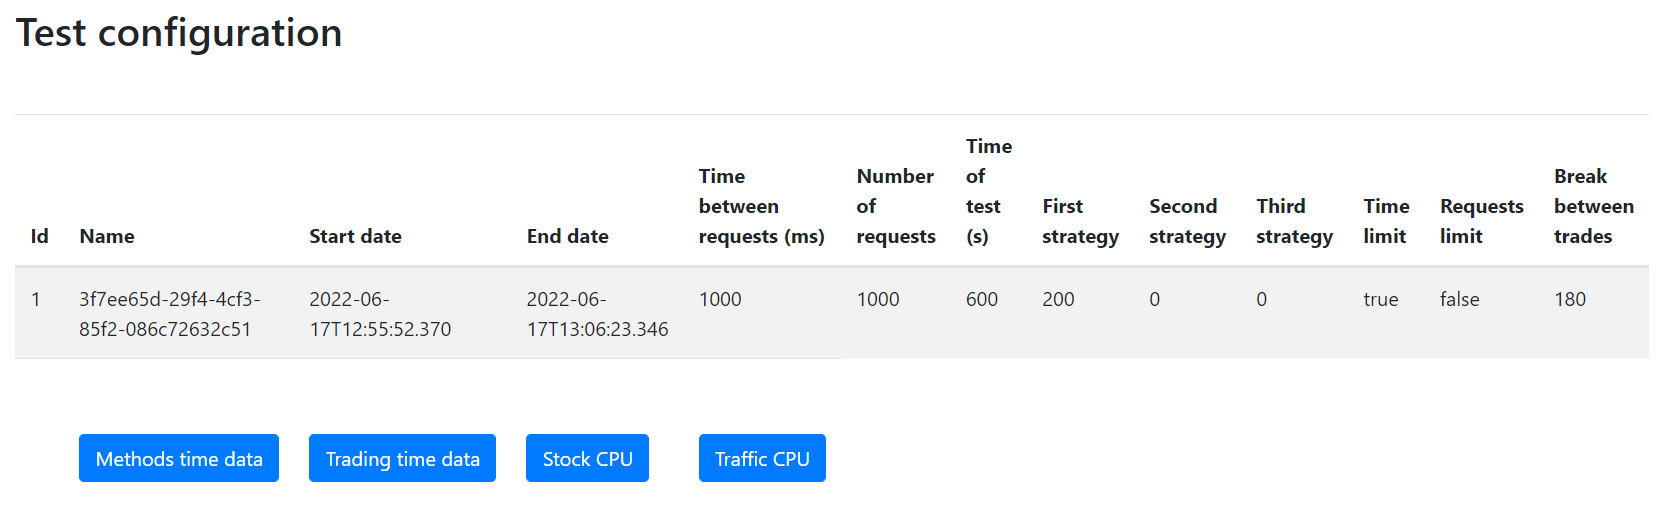 Test configuration
Id
Name
Start date
End date
Time
between
requests (ms)
Number
of
requests
Time
of
test
(s)
First
strategy
Second
strategy
Third
strategy
Time
limit
Requests
limit
Break
between
trades
1
3f7ee65d-29f4-4cf3-
85f2-086c72632c51
2022-06-
17T12:55:52.370
2022-06-
17T13:06:23.346
1000
1000
600
200
0
0
true
false
180
Methods time data
Trading time data
Stock CPU
Traffic CPU